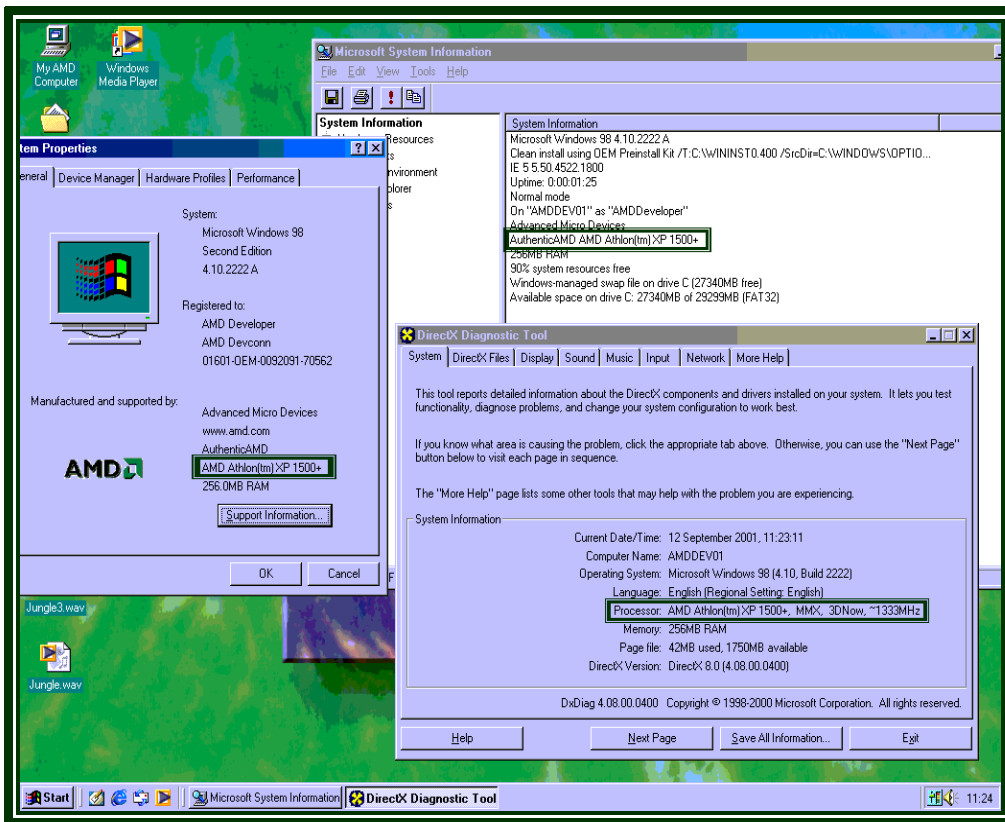 My AMD
Computer
Windows
Media Player
Microsoft System Information
File Edit View Tools Help
System Information
Resources
nvironment
plorer
System Information
Microsoft Windows 98 4.10.2222 A
Clean install using OEM Preinstall Kit /T:C:\WININST0.400 /SrcDir=C:\WINDOWS\OPTIO...
IE 5 5.50.4522.1800
Uptime: 0:00:01:25
Normal mode
On "AMDDEV01" as "AMDDeveloper"
Advanced Micro Devices
AuthenticAMD AMD Athlon(tm) XP 1500+
256MB RAM
90% system resources free
Windows-managed swap file on drive C (27340MB free)
Available space on drive C: 27340MB of 29299MB (FAT32)
tem Properties
eneral Device Manager Hardware Profiles Performance
System:
Microsoft Windows 98
Second Edition
4.10.2222 A
Registered to:
AMD Developer
AMD Devconn
01601-OEM-0092091-70562
Manufactured and supported by:
Advanced Micro Devices
www.amd.com
AuthenticAMD
AMD Athlon(tm) XP 1500+
256.0MB RAM
AMD
Support Information...
OK Cancel
DirectX Diagnostic Tool
System DirectX Files Display Sound Music Input Network More Help
This tool reports detailed information about the DirectX components and drivers installed on your system. It lets you test
functionality, diagnose problems, and change your system configuration to work best.
If you know what area is causing the problem, click the appropriate tab above. Otherwise, you can use the "Next Page"
button below to visit each page in sequence.
The "More Help" page lists some other tools that may help with the problem you are experiencing.
System Information
Current Date/Time: 12 September 2001, 11:23:11
Computer Name: AMDDEV01
Operating System: Microsoft Windows 98 (4.10, Build 2222)
Language: English (Regional Setting: English)
Processor: AMD Athlon(tm) XP 1500+, MMX, 3DNow, ~1333MHz
Memory: 256MB RAM
Page file: 42MB used, 1750MB available
DirectX Version: DirectX 8.0 (4.08.00.0400)
DxDiag 4.08.00.0400 Copyright © 1998-2000 Microsoft Corporation. All rights reserved.
Help Next Page Save All Information... Exit
Jungle3.wav
Jungle.wav
Start Microsoft System Information DirectX Diagnostic Tool 11:24